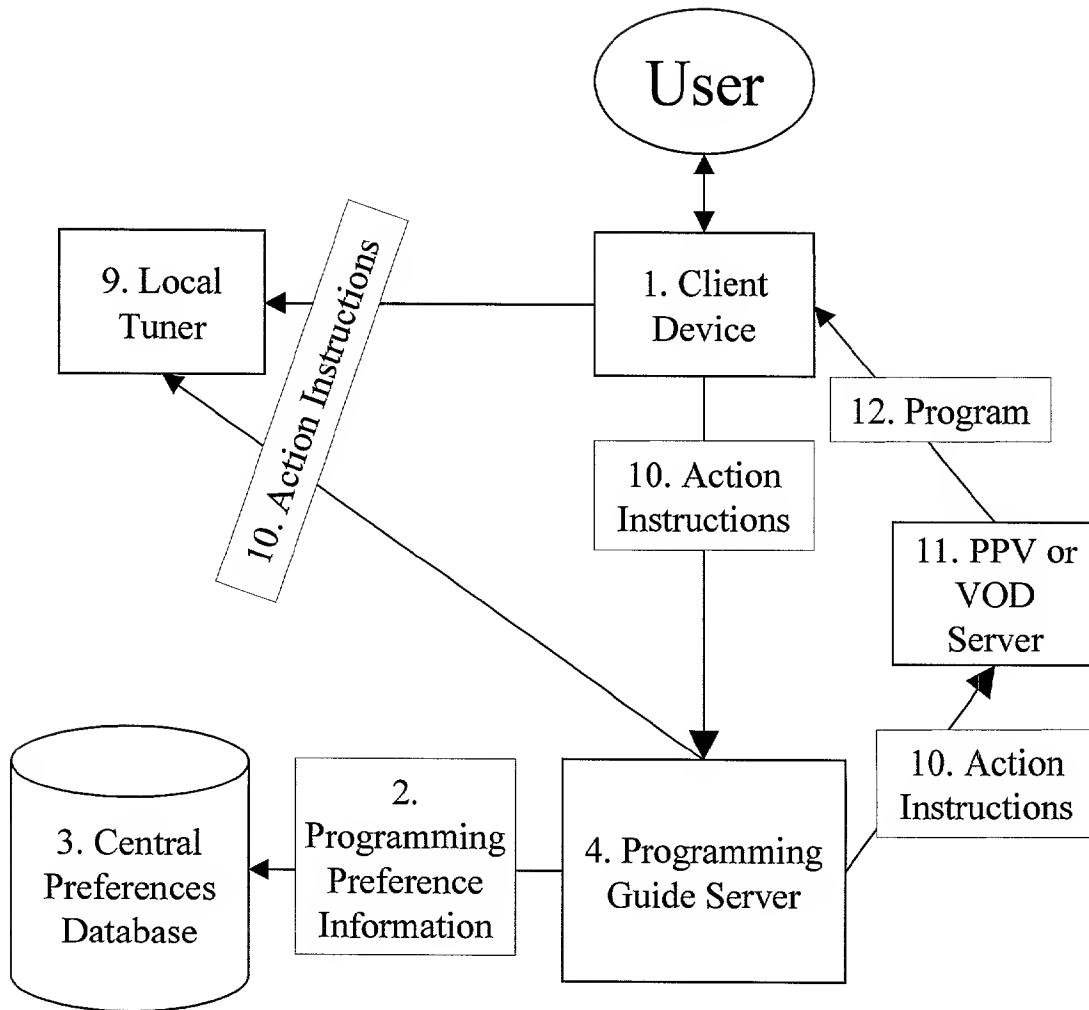 User
9. Local
Tuner
10. Action Instructions
1. Client
Device
12. Program
10. Action
Instructions
11. PPV or
VOD
Server
3. Central
Preferences
Database
2.
Programming
Preference
Information
4. Programming
Guide Server
10. Action
Instructions